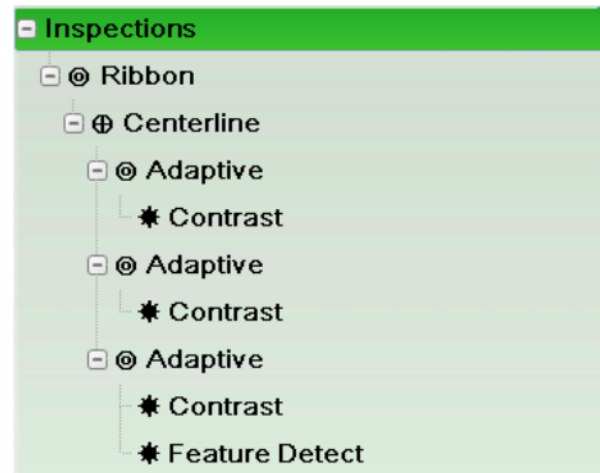 Inspections
Ribbon
Centerline
Adaptive
Contrast
Adaptive
Contrast
Adaptive
Contrast
Feature Detect